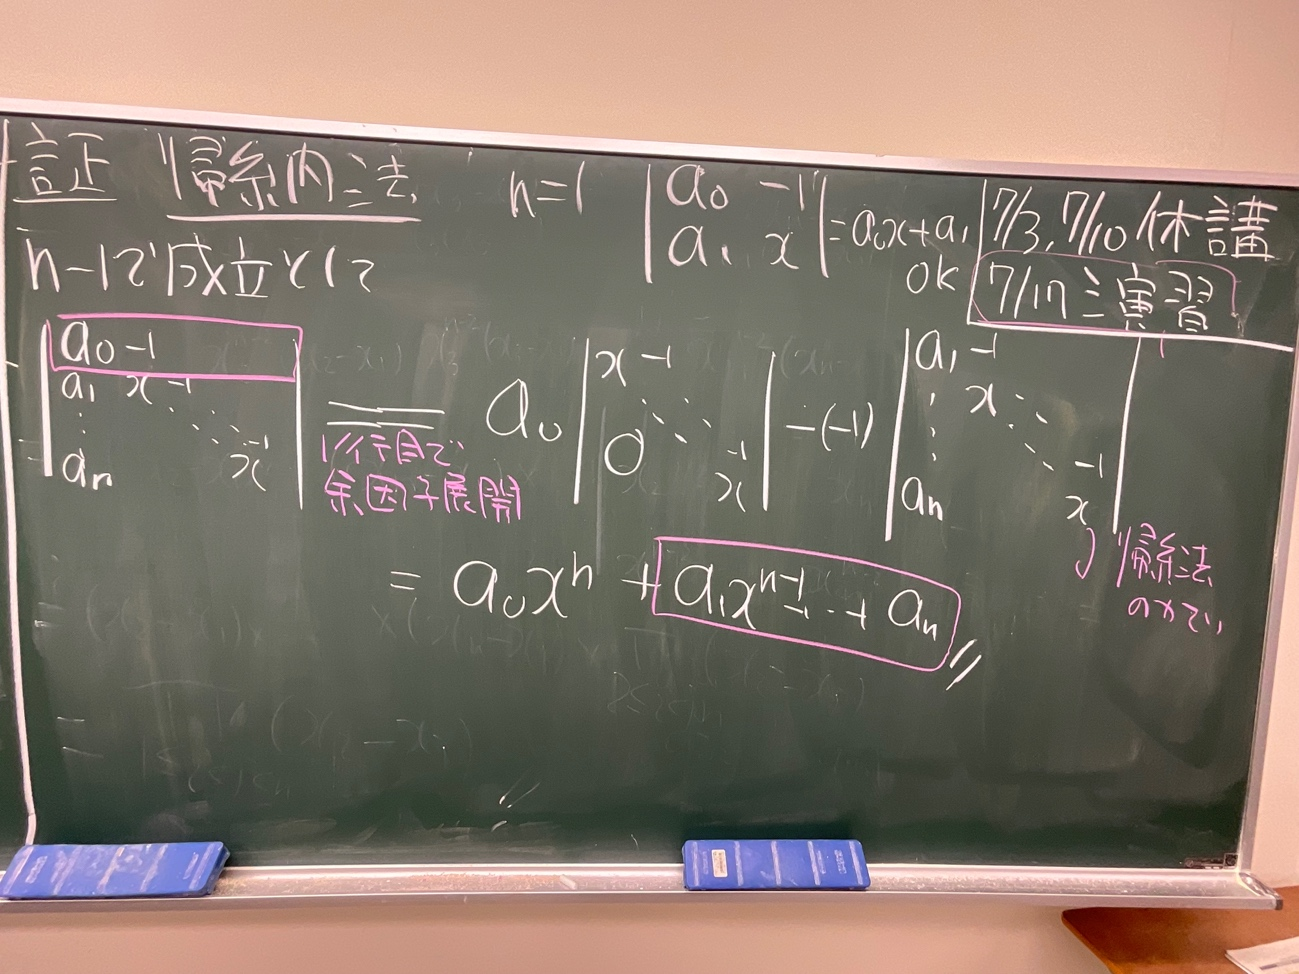 証 帰納法
n=1 |a₀ -1| = a₀x+a₁
|a₁ x| OK
7/3, 7/10 休講
7/17 演習
n-1で成立として
|a₀ -1|
|a₁ x -1|
|⋮ ⋱ ⋱ -1|
|aₙ x|
1行目で
余因子展開
a₀ |x -1|
|0 ⋱ ⋱ -1|
|x|
-(-1) |a₁ -1|
|⋮ x ⋱|
|⋮ ⋱ -1|
|aₙ x|
帰納法
のかてい
= a₀xⁿ + a₁xⁿ⁻¹ + ⋯ + aₙ //